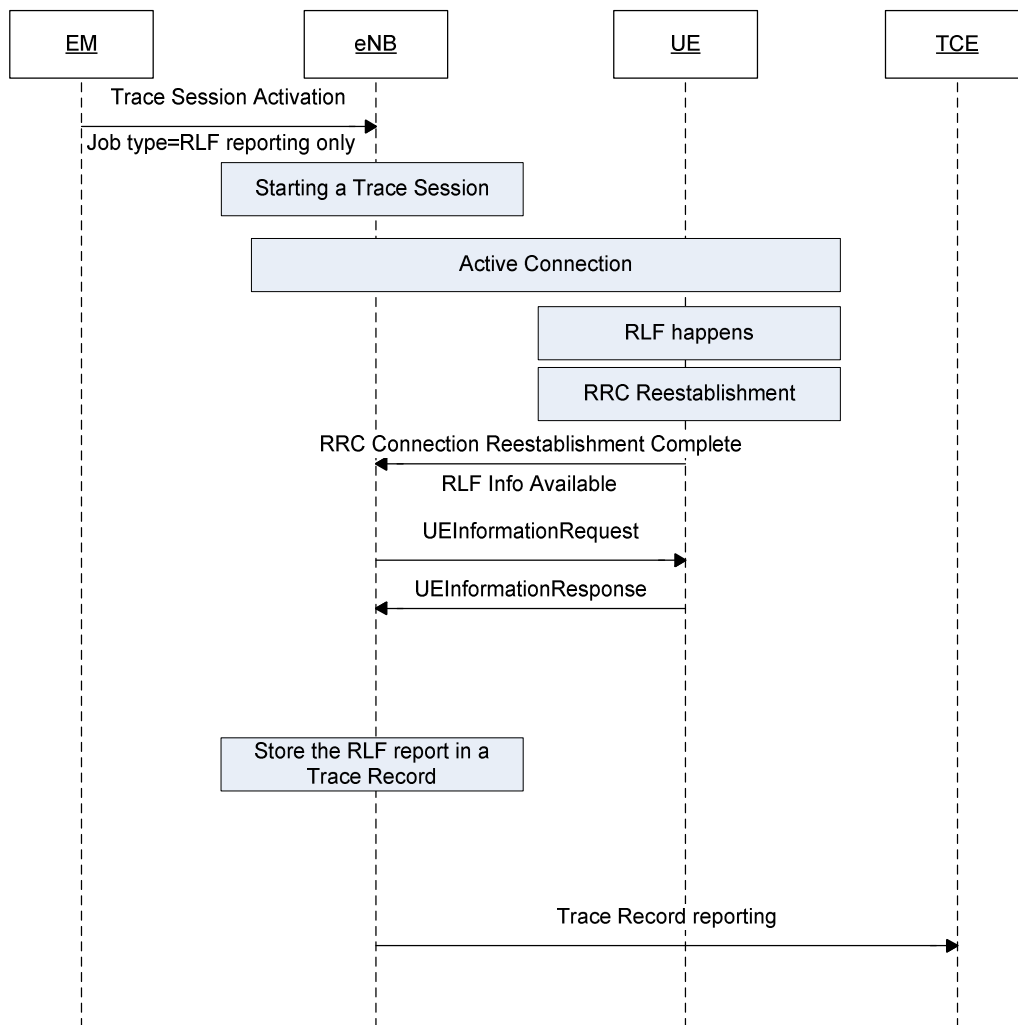 EM
eNB
UE
TCE
Trace Session Activation
Job type=RLF reporting only
Starting a Trace Session
Active Connection
RLF happens
RRC Reestablishment
RRC Connection Reestablishment Complete
RLF Info Available
UEInformationRequest
UEInformationResponse
Store the RLF report in a
Trace Record
Trace Record reporting